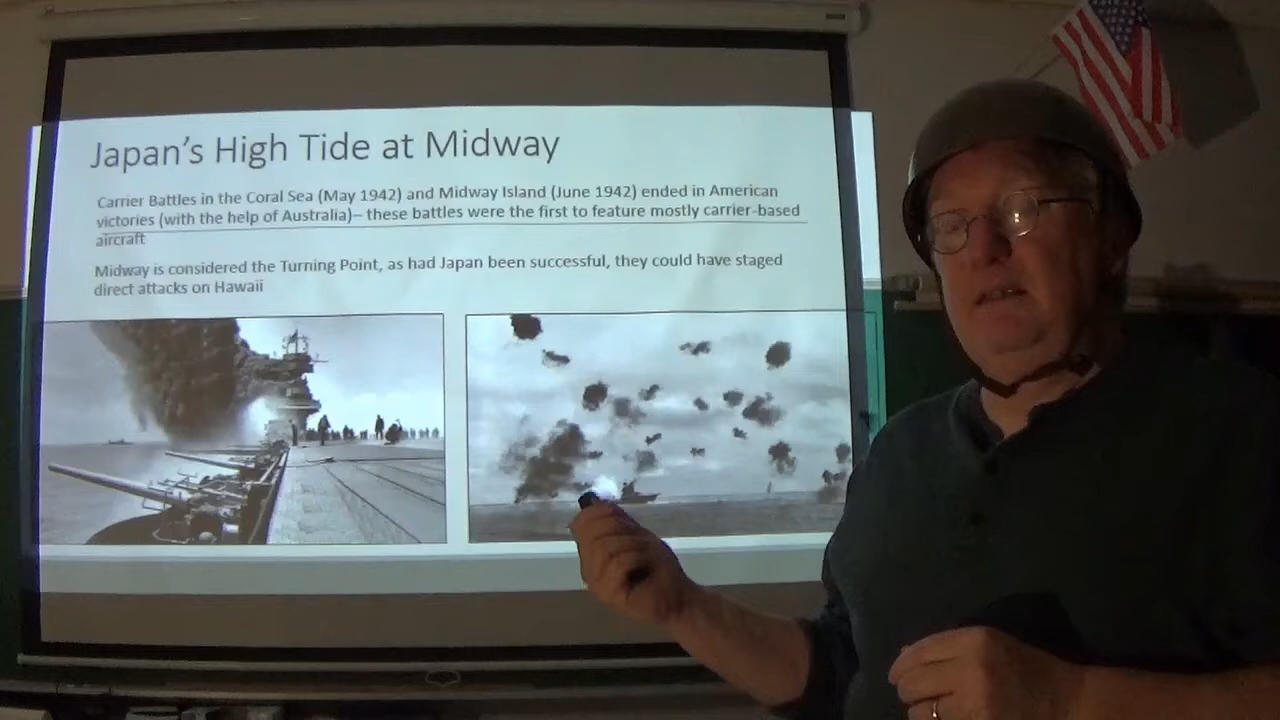 Japan's High Tide at Midway
Carrier Battles in the Coral Sea (May 1942) and Midway Island (June 1942) ended in American
victories (with the help of Australia)– these battles were the first to feature mostly carrier-based
aircraft
Midway is considered the Turning Point, as had Japan been successful, they could have staged
direct attacks on Hawaii